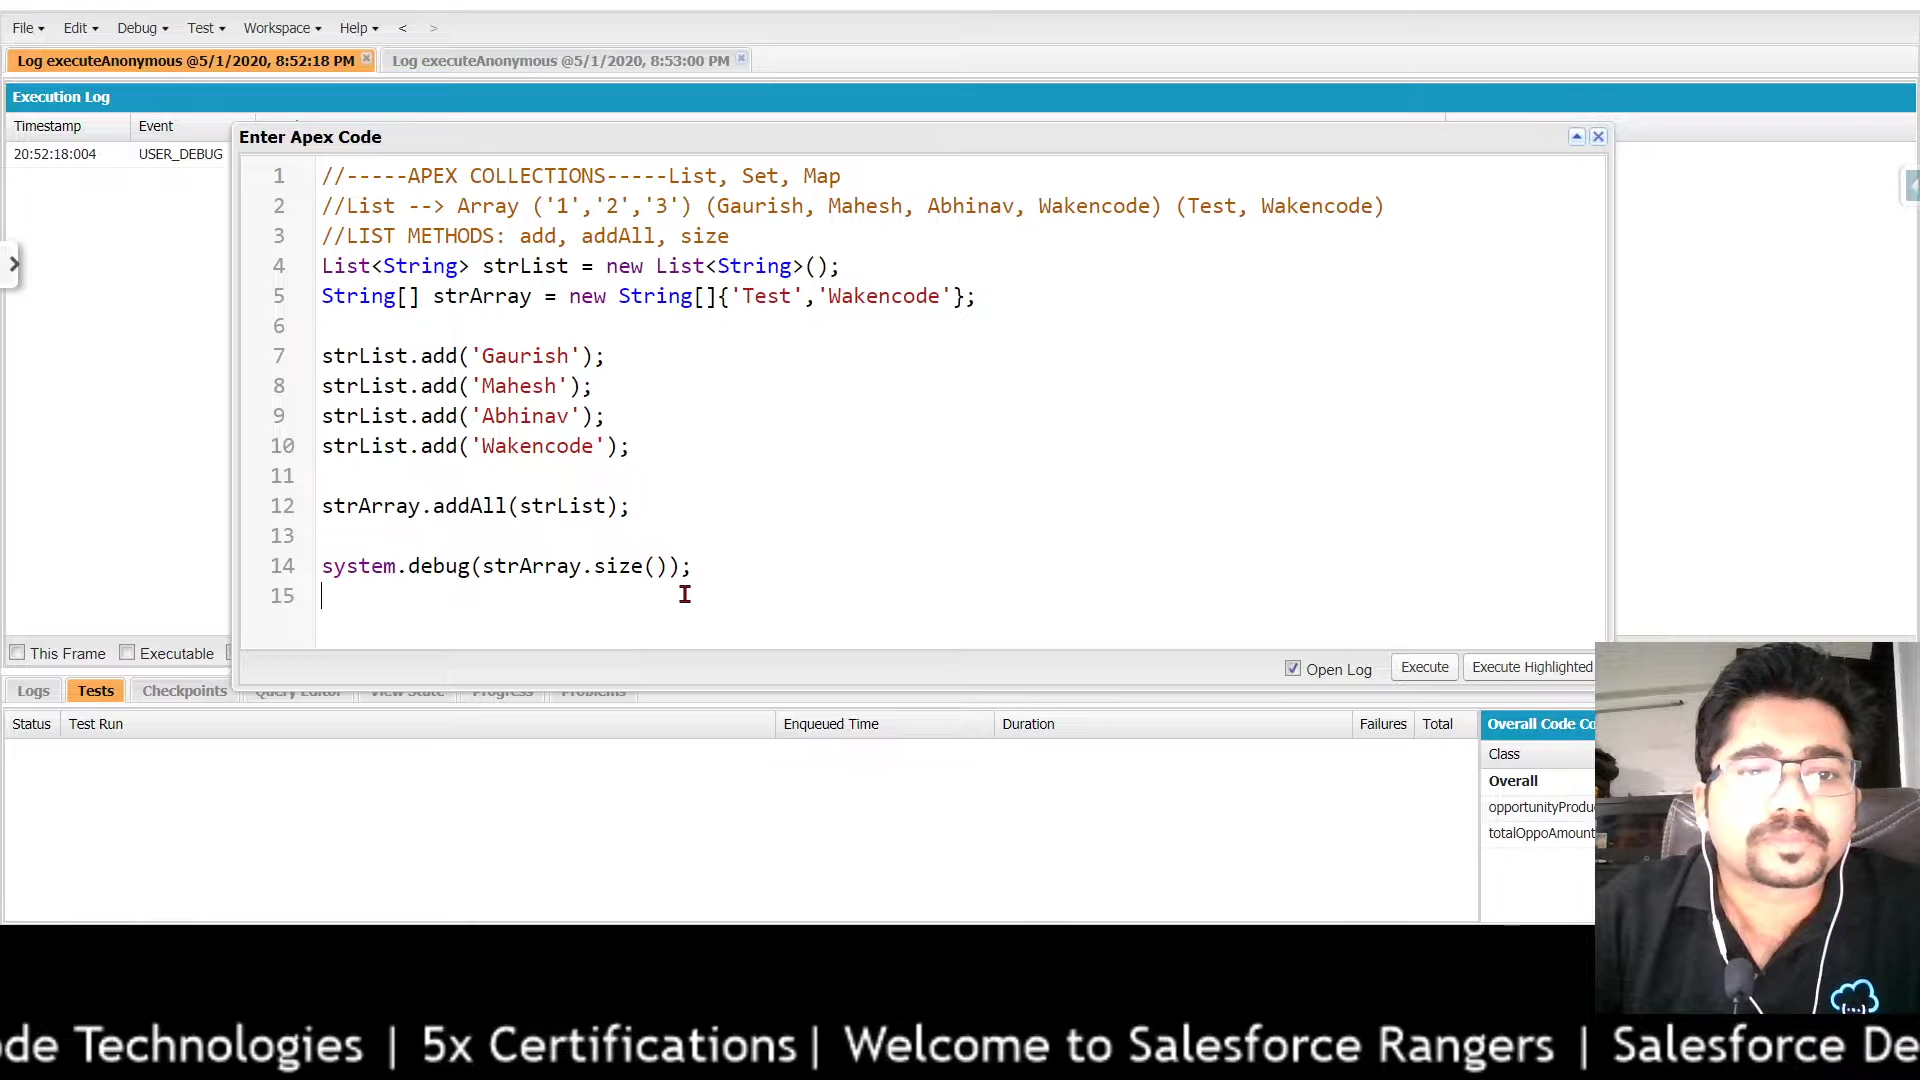 File Edit Debug Test Workspace Help < >
Log executeAnonymous @5/1/2020, 8:52:18 PM Log executeAnonymous @5/1/2020, 8:53:00 PM
Execution Log
Timestamp Event
20:52:18:004 USER_DEBUG
Enter Apex Code
1 //-----APEX COLLECTIONS-----List, Set, Map
2 //List --> Array ('1','2','3') (Gaurish, Mahesh, Abhinav, Wakencode) (Test, Wakencode)
3 //LIST METHODS: add, addAll, size
4 List<String> strList = new List<String>();
5 String[] strArray = new String[]{'Test','Wakencode'};
6
7 strList.add('Gaurish');
8 strList.add('Mahesh');
9 strList.add('Abhinav');
10 strList.add('Wakencode');
11
12 strArray.addAll(strList);
13
14 system.debug(strArray.size());
15
This Frame Executable
Open Log Execute Execute Highlighted
Logs Tests Checkpoints Query Editor View State Progress Problems
Status Test Run Enqueued Time Duration Failures Total
Overall Code Co
Class
Overall
opportunityProdu
totalOppoAmount
ode Technologies | 5x Certifications | Welcome to Salesforce Rangers | Salesforce De